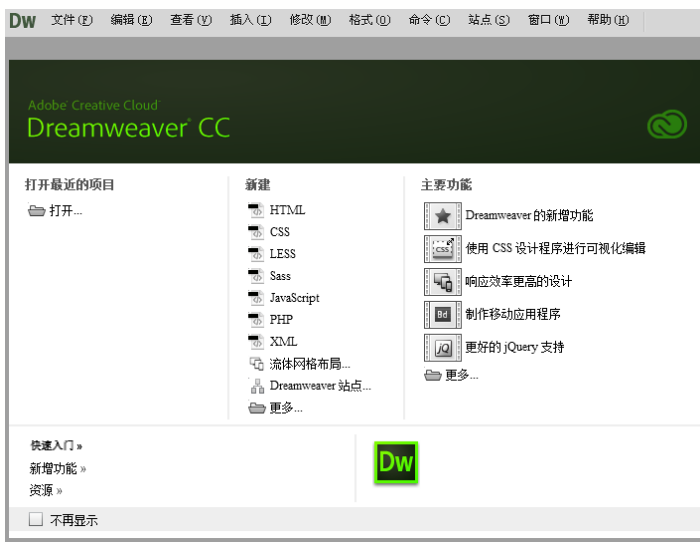 Dw 文件(F) 编辑(E) 查看(V) 插入(I) 修改(M) 格式(O) 命令(C) 站点(S) 窗口(W) 帮助(H)
Adobe® Creative Cloud™
Dreamweaver® CC
打开最近的项目
打开...
新建
HTML
CSS
LESS
Sass
JavaScript
PHP
XML
流体网格布局...
Dreamweaver 站点...
更多...
主要功能
Dreamweaver 的新增功能
CSS 使用 CSS 设计程序进行可视化编辑
响应效率更高的设计
Bd 制作移动应用程序
jQ 更好的 jQuery 支持
更多...
快速入门 »
新增功能 »
资源 »
Dw
不再显示